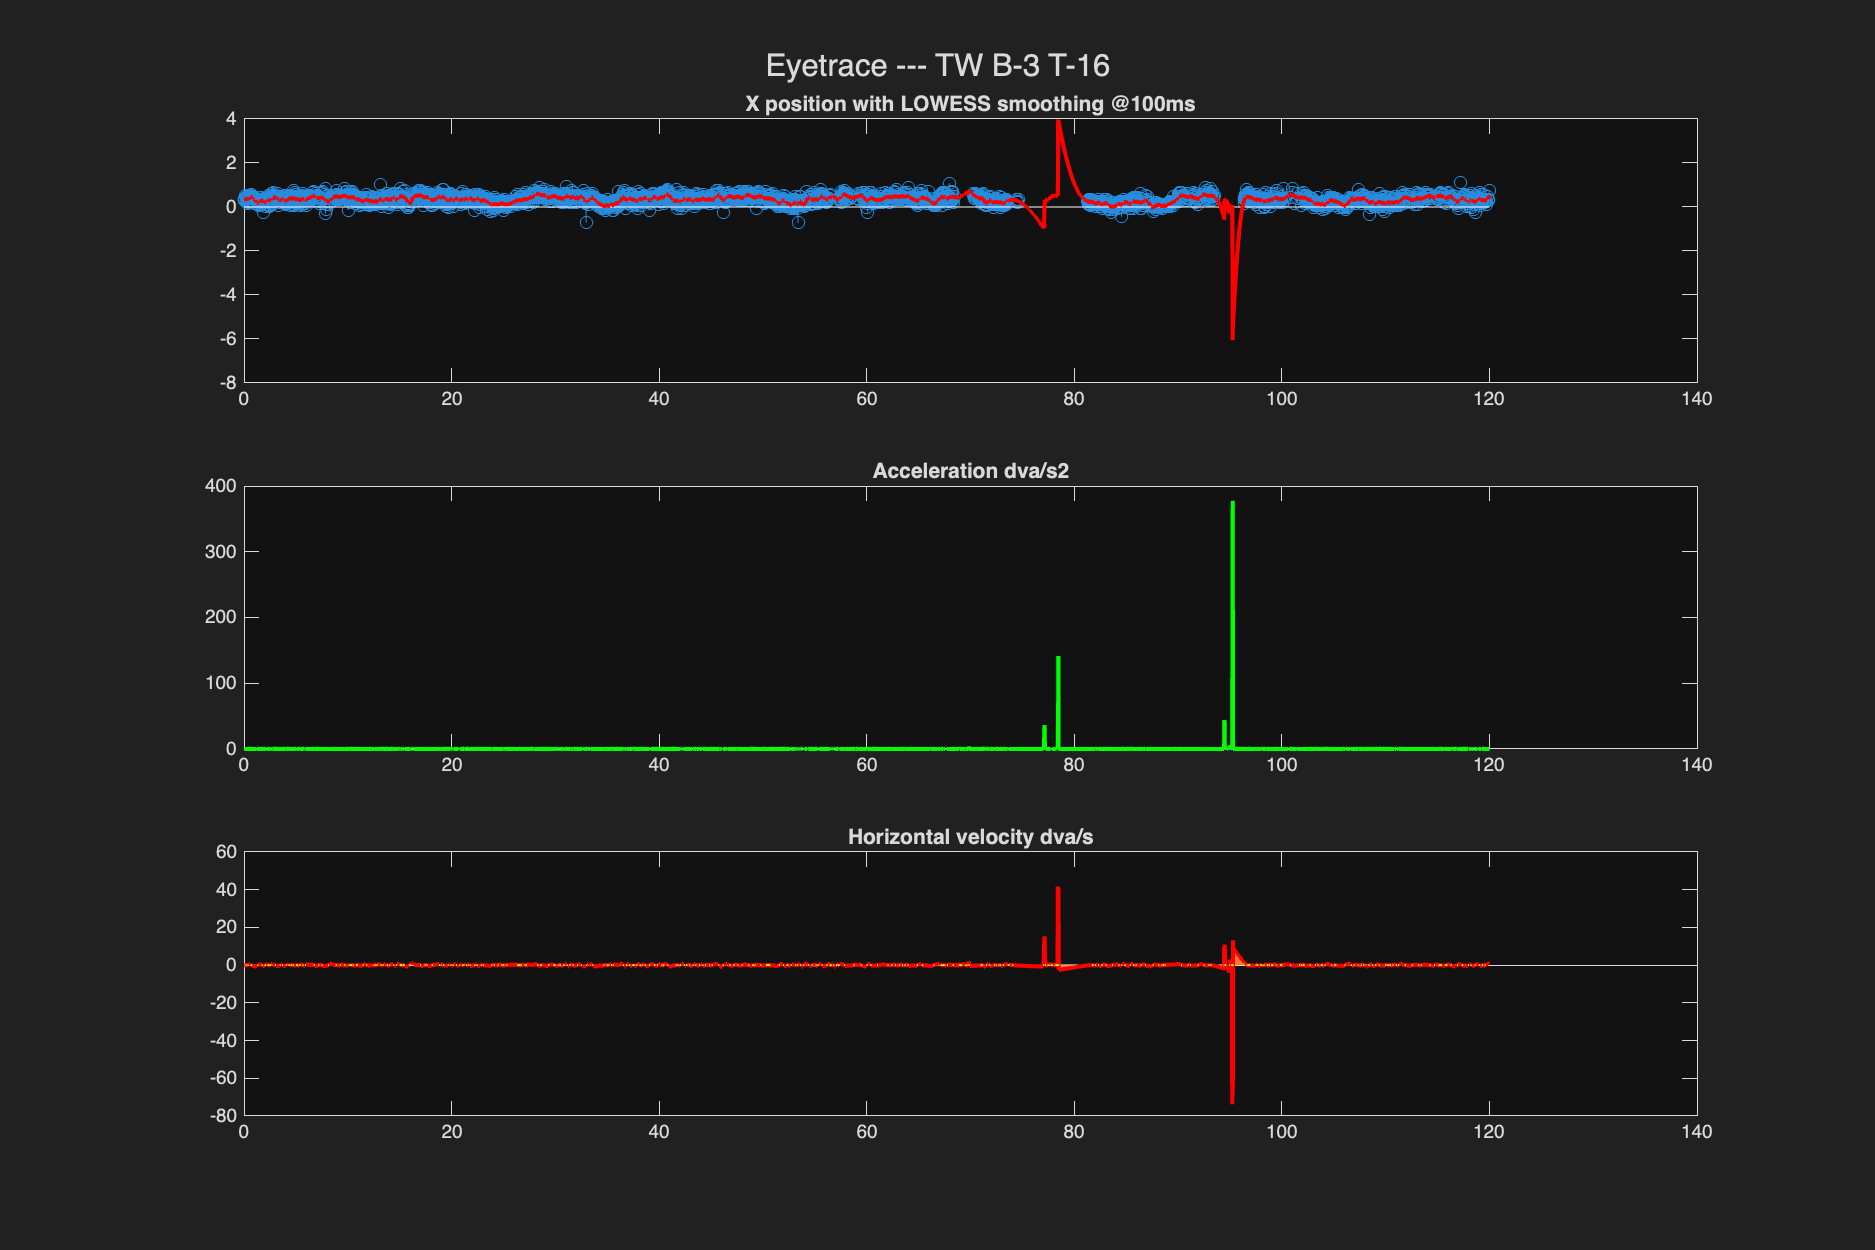 Eyetrace --- TW B-3 T-16
X position with LOWESS smoothing @100ms
4
2
0
-2
-4
-6
-8
0 20 40 60 80 100 120 140
Acceleration dva/s2
400
300
200
100
0
0 20 40 60 80 100 120 140
Horizontal velocity dva/s
60
40
20
0
-20
-40
-60
-80
0 20 40 60 80 100 120 140